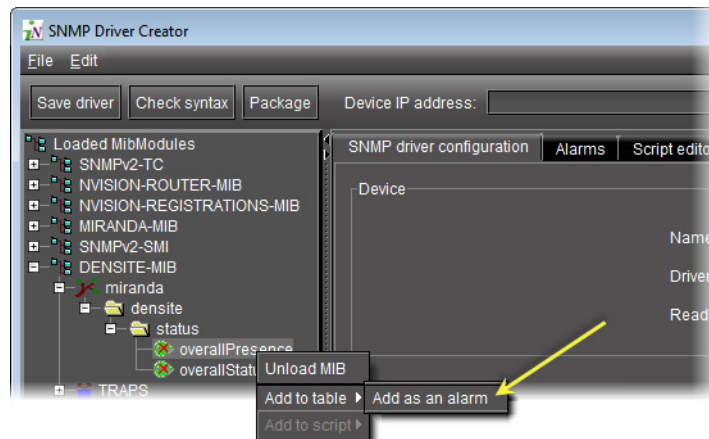 SNMP Driver Creator
File Edit
Save driver Check syntax Package Device IP address:
Loaded MibModules
SNMPv2-TC
NVISION-ROUTER-MIB
NVISION-REGISTRATIONS-MIB
MIRANDA-MIB
SNMPv2-SMI
DENSITE-MIB
miranda
densite
status
overallPresence
overallStatu
TRAPS
SNMP driver configuration Alarms Script edito
Device
Name
Driver
Read
Unload MIB
Add to table Add as an alarm
Add to script